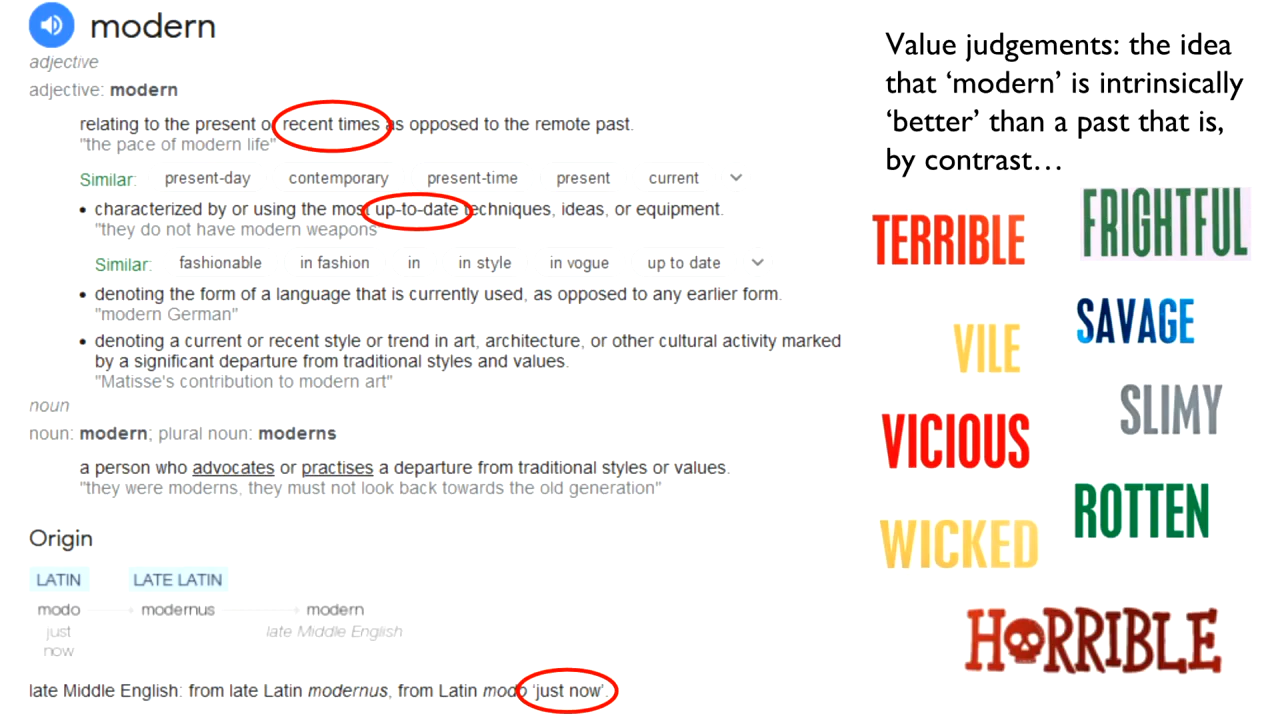 modern
adjective
adjective: modern
relating to the present or recent times as opposed to the remote past.
"the pace of modern life"
Similar: present-day contemporary present-time present current
• characterized by or using the most up-to-date techniques, ideas, or equipment.
"they do not have modern weapons"
Similar: fashionable in fashion in in style in vogue up to date
• denoting the form of a language that is currently used, as opposed to any earlier form.
"modern German"
• denoting a current or recent style or trend in art, architecture, or other cultural activity marked
by a significant departure from traditional styles and values.
"Matisse's contribution to modern art"
noun
noun: modern; plural noun: moderns
a person who advocates or practises a departure from traditional styles or values.
"they were moderns, they must not look back towards the old generation"
Origin
LATIN LATE LATIN
modo modernus modern
just late Middle English
now
late Middle English: from late Latin modernus, from Latin modo 'just now'.
Value judgements: the idea
that ‘modern’ is intrinsically
‘better’ than a past that is,
by contrast…
TERRIBLE FRIGHTFUL
VILE SAVAGE
VICIOUS SLIMY
WICKED ROTTEN
HORRIBLE